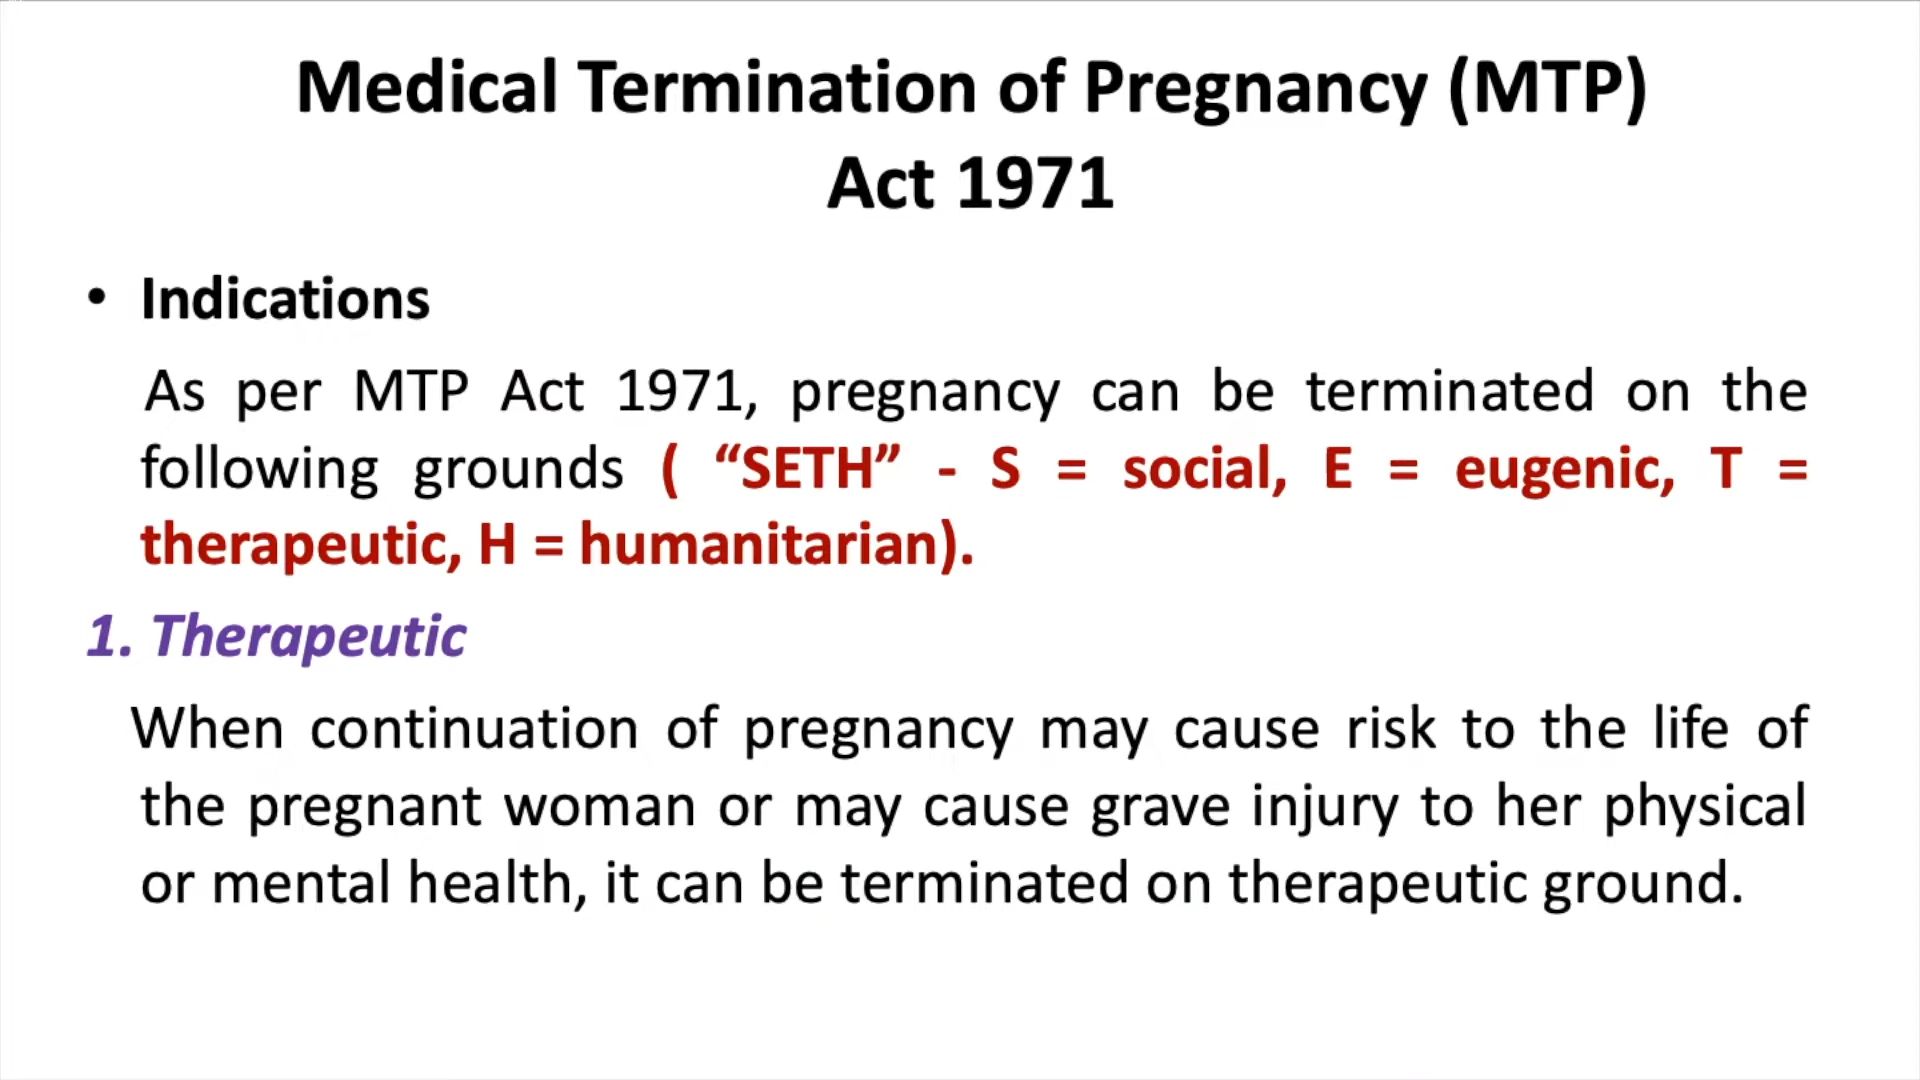 Medical Termination of Pregnancy (MTP)
Act 1971
• Indications
As per MTP Act 1971, pregnancy can be terminated on the
following grounds ( “SETH” - S = social, E = eugenic, T =
therapeutic, H = humanitarian).
1. Therapeutic
When continuation of pregnancy may cause risk to the life of
the pregnant woman or may cause grave injury to her physical
or mental health, it can be terminated on therapeutic ground.